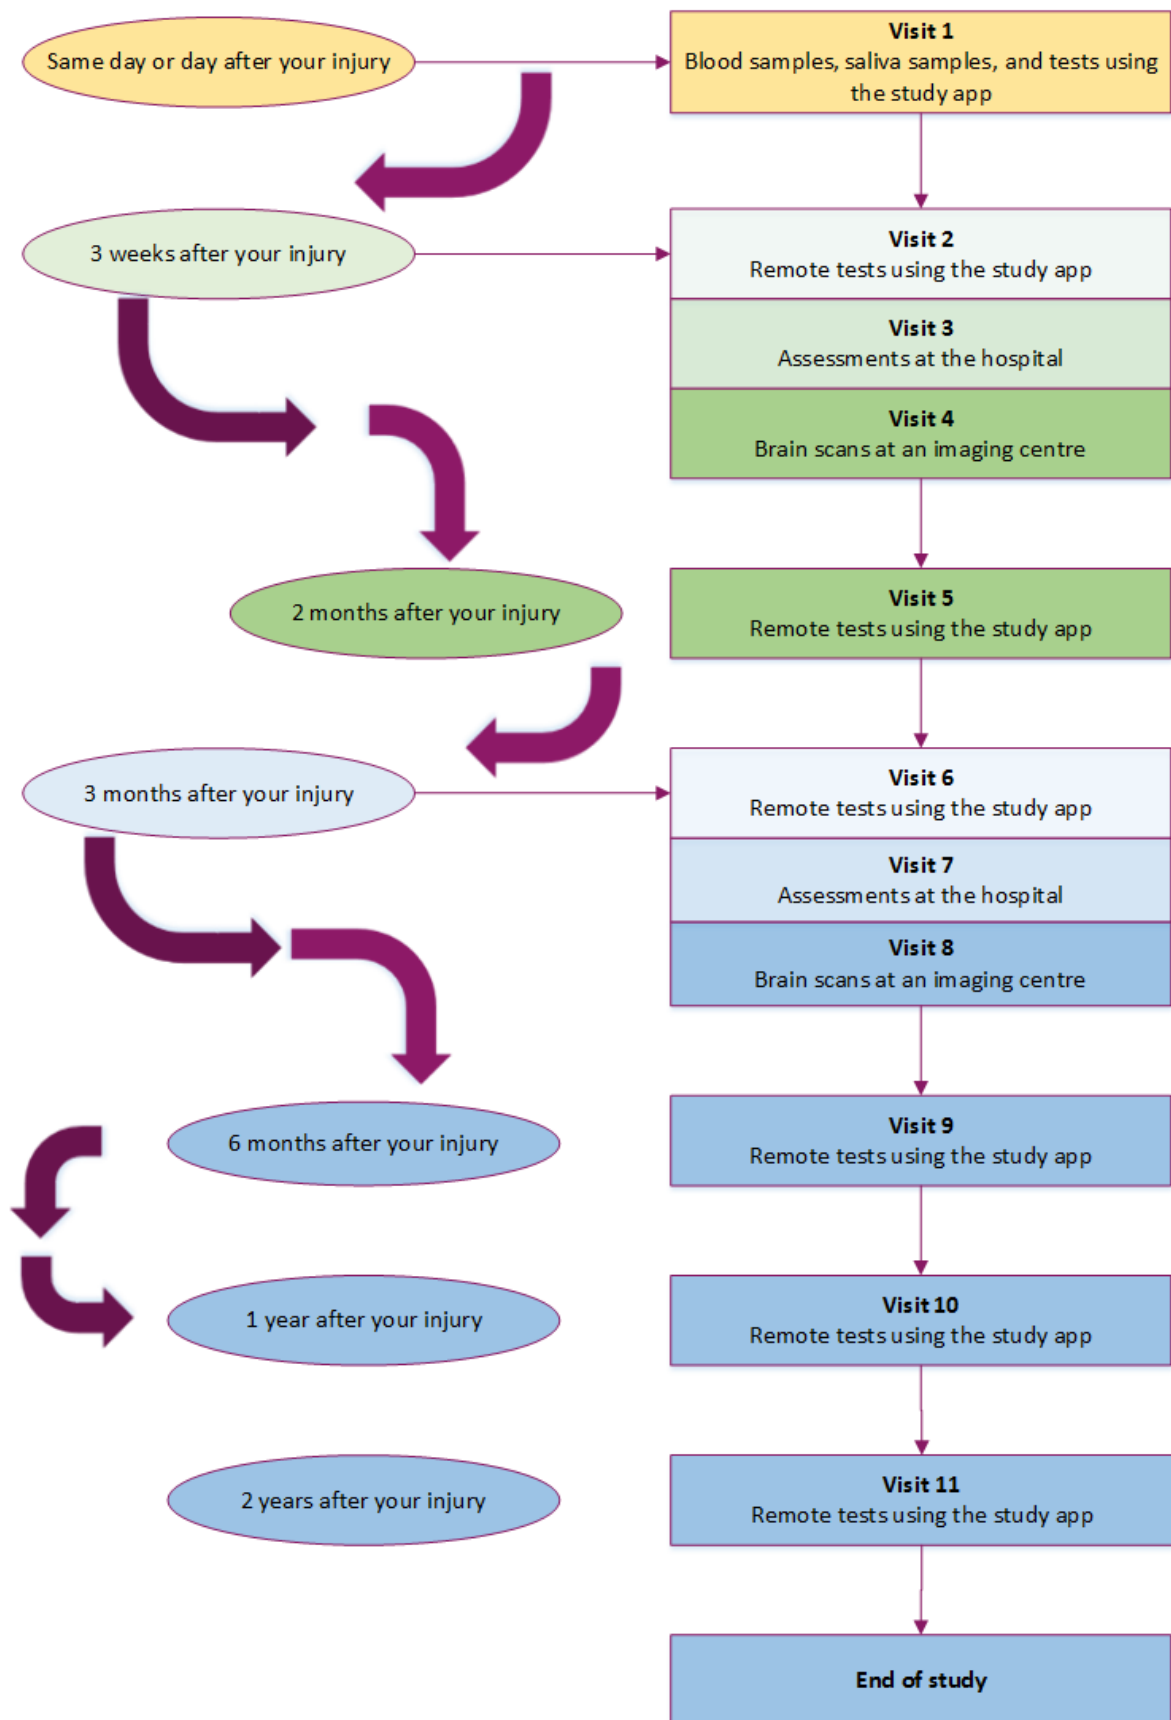 Same day or day after your injury
Visit 1
Blood samples, saliva samples, and tests using
the study app
3 weeks after your injury
Visit 2
Remote tests using the study app
Visit 3
Assessments at the hospital
Visit 4
Brain scans at an imaging centre
2 months after your injury
Visit 5
Remote tests using the study app
3 months after your injury
Visit 6
Remote tests using the study app
Visit 7
Assessments at the hospital
Visit 8
Brain scans at an imaging centre
6 months after your injury
Visit 9
Remote tests using the study app
1 year after your injury
Visit 10
Remote tests using the study app
2 years after your injury
Visit 11
Remote tests using the study app
End of study